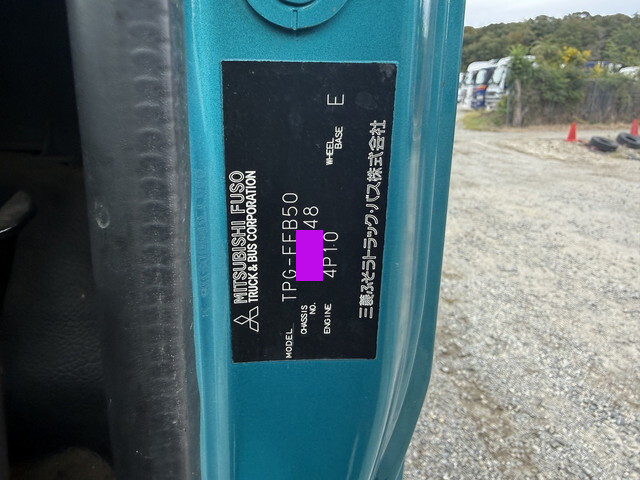 MITSUBISHI FUSO
TRUCK & BUS CORPORATION
MODEL TPG-FFB50
CHASSIS NO. 48
ENGINE 4P10 WHEEL BASE E
三菱ふそうトラック・バス株式会社